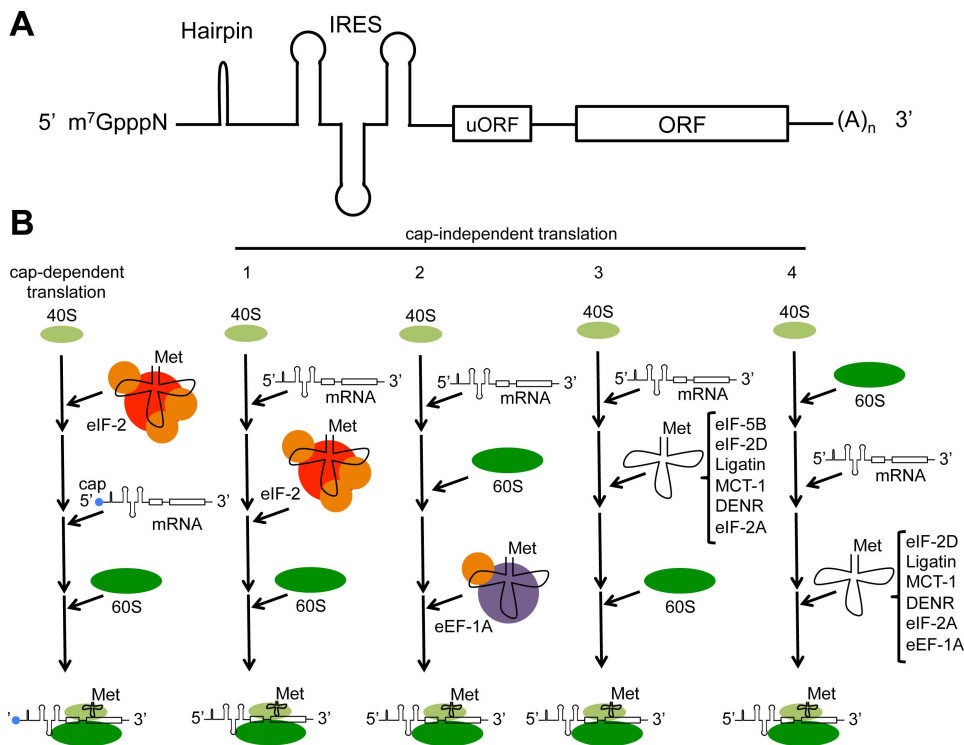 A
Hairpin
IRES
5’ m⁷GpppN
uORF
ORF
(A)ₙ 3’
B
cap-independent translation
cap-dependent
translation
1
2
3
4
40S
40S
40S
40S
40S
Met
eIF-2
5’
3’
mRNA
5’
3’
mRNA
5’
3’
mRNA
60S
Met
eIF-2
60S
Met
eIF-5B
eIF-2D
Ligatin
MCT-1
DENR
eIF-2A
5’
3’
mRNA
cap
5’
3’
mRNA
60S
60S
Met
eEF-1A
60S
Met
eIF-2D
Ligatin
MCT-1
DENR
eIF-2A
eEF-1A
’
Met
3’
5’
Met
3’
5’
Met
3’
5’
Met
3’
5’
Met
3’